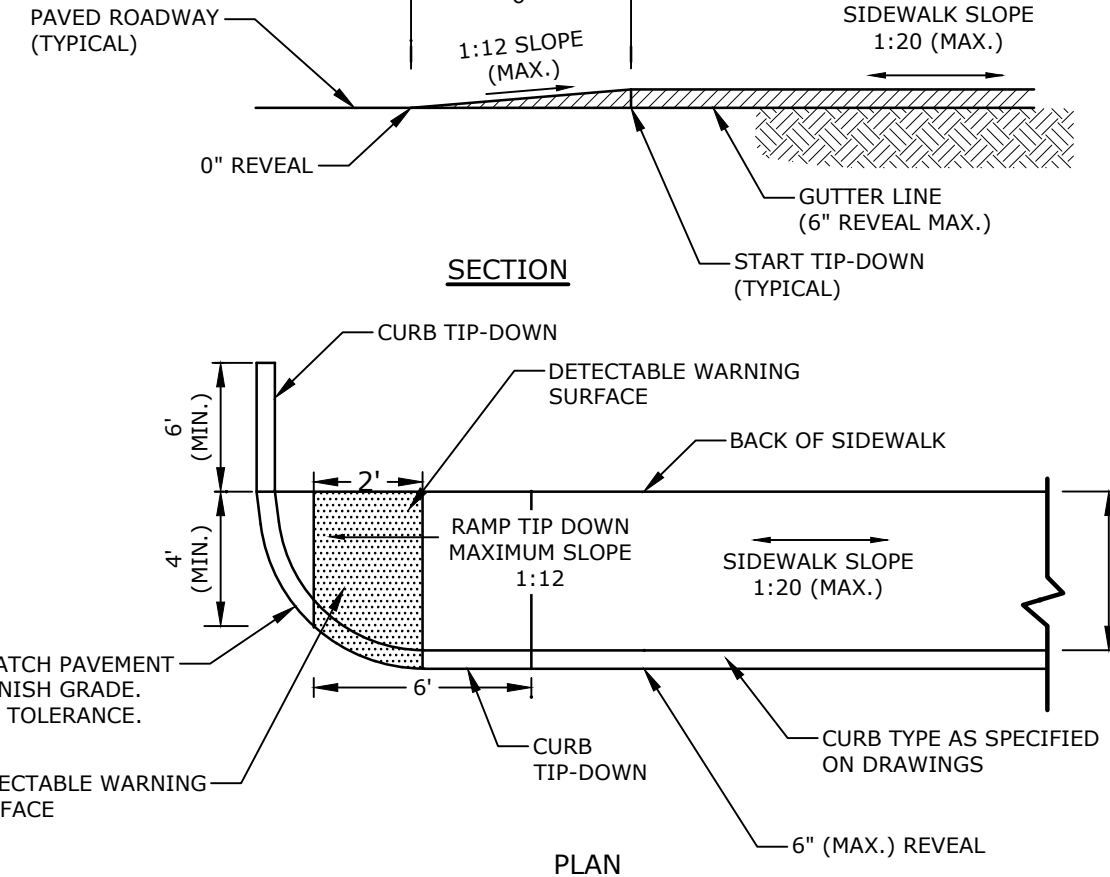 PAVED ROADWAY
(TYPICAL)
1:12 SLOPE
(MAX.)
SIDEWALK SLOPE
1:20 (MAX.)
0" REVEAL
GUTTER LINE
(6" REVEAL MAX.)
START TIP-DOWN
(TYPICAL)
SECTION
CURB TIP-DOWN
DETECTABLE WARNING
SURFACE
6'
(MIN.)
BACK OF SIDEWALK
2'
RAMP TIP DOWN
MAXIMUM SLOPE
1:12
SIDEWALK SLOPE
1:20 (MAX.)
4'
(MIN.)
ATCH PAVEMENT
NISH GRADE.
TOLERANCE.
6'
CURB
TIP-DOWN
CURB TYPE AS SPECIFIED
ON DRAWINGS
ECTABLE WARNING
FACE
6" (MAX.) REVEAL
PLAN